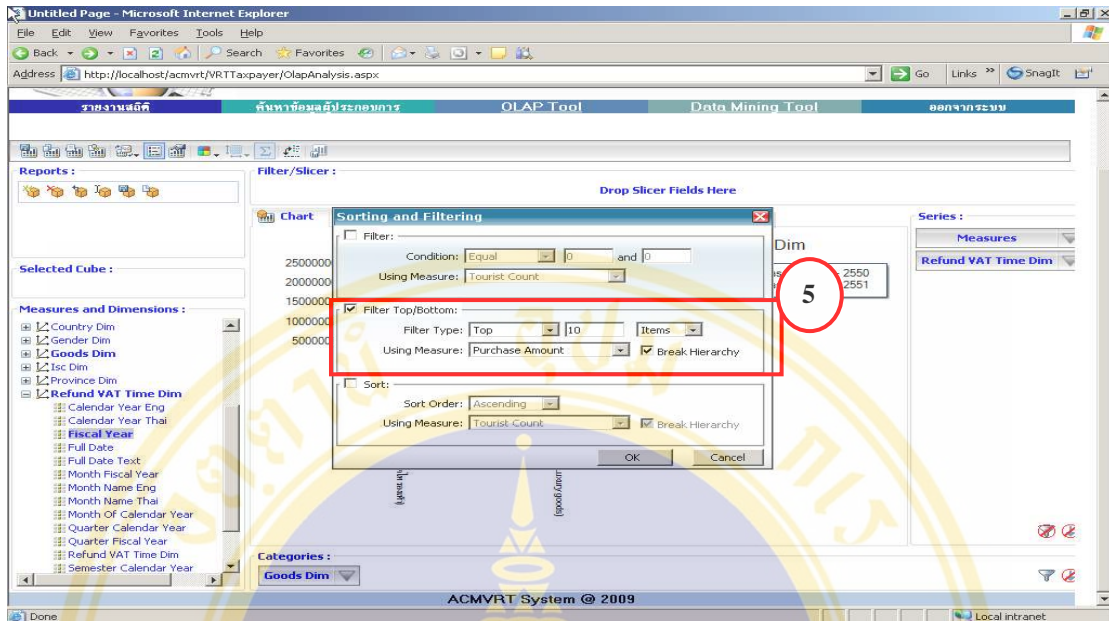 Untitled Page - Microsoft Internet Explorer
File Edit View Favorites Tools Help
Back Search Favorites
Address http://localhost/acmvrt/VRTTaxpayer/OlapAnalysis.aspx Go Links » SnagIt
รายงานสถิติ ค้นหาข้อมูลผู้ประกอบการ OLAP Tool Data Mining Tool ออกจากระบบ
Reports :
Filter/Slicer :
Drop Slicer Fields Here
Chart
Sorting and Filtering
Filter:
Condition: Equal 0 and 0
Using Measure: Tourist Count
Filter Top/Bottom:
Filter Type: Top 10 Items
Using Measure: Purchase Amount Break Hierarchy
Sort:
Sort Order: Ascending
Using Measure: Tourist Count Break Hierarchy
OK Cancel
5
Dim
2550
2551
Series :
Measures
Refund VAT Time Dim
2500000
2000000
1500000
1000000
500000
Selected Cube :
Measures and Dimensions :
Country Dim
Gender Dim
Goods Dim
Isc Dim
Province Dim
Refund VAT Time Dim
Calendar Year Eng
Calendar Year Thai
Fiscal Year
Full Date
Full Date Text
Month Fiscal Year
Month Name Eng
Month Name Thai
Month Of Calendar Year
Quarter Calendar Year
Quarter Fiscal Year
Refund VAT Time Dim
Semester Calendar Year
Categories :
Goods Dim
ACMVRT System @ 2009
Done Local intranet